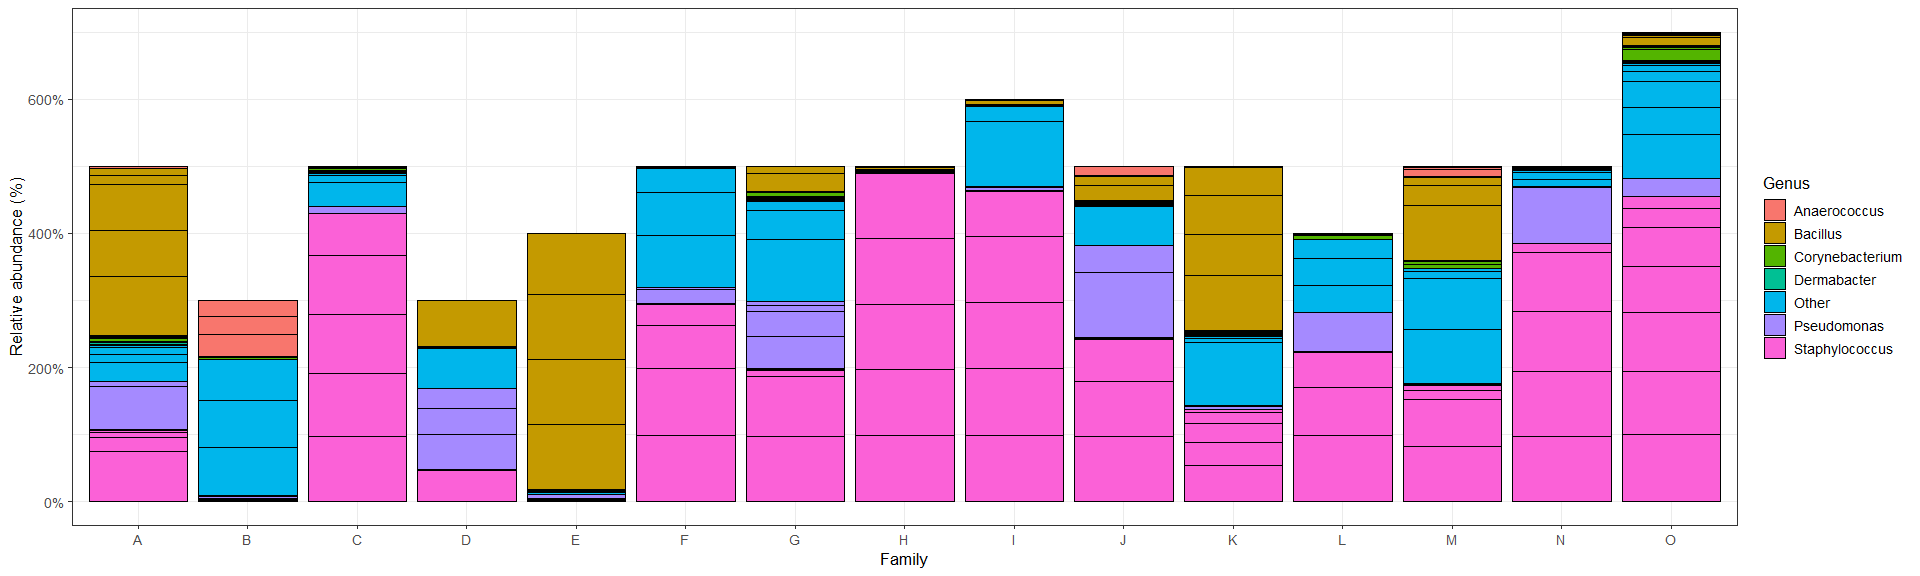 Relative abundance (%)
600%
400%
200%
0%
A B C D E F G H I J K L M N O
Family
Genus
Anaerococcus
Bacillus
Corynebacterium
Dermabacter
Other
Pseudomonas
Staphylococcus